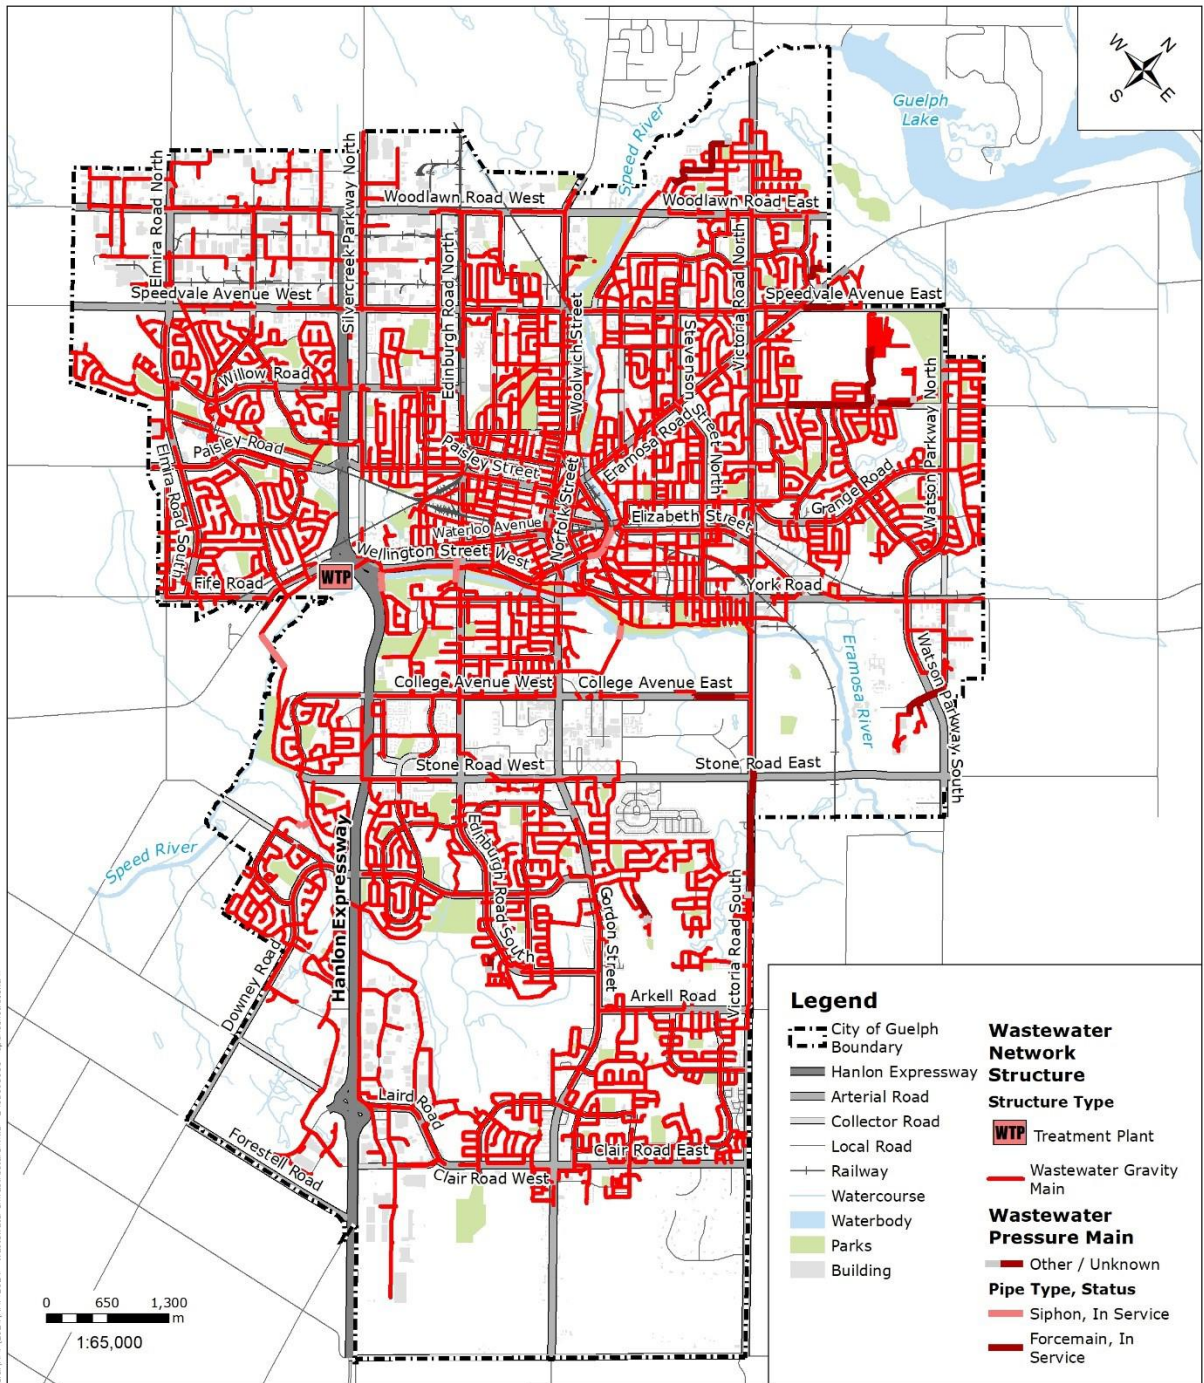 W
N
S
E
Guelph
Lake
Speed River
Elmira Road North
Silvercreek Parkway North
Woodlawn Road West
Woodlawn Road East
Edinburgh Road North
Victoria Road North
Speedvale Avenue West
Speedvale Avenue East
Woolwich Street
Stevenson Street North
Willow Road
Eramosa Road
Watson Parkway North
Paisley Road
Paisley Street
Elmira Road South
Norfolk Street
Grange Road
Waterloo Avenue
Elizabeth Street
Wellington Street West
WTP
Fife Road
York Road
Eramosa River
Watson Parkway South
College Avenue West
College Avenue East
Stone Road West
Stone Road East
Speed River
Hanlon Expressway
Edinburgh Road South
Gordon Street
Victoria Road South
Downey Road
Arkell Road
Laird Road
Forestell Road
Clair Road East
Clair Road West
0 650 1,300
m
1:65,000
Legend
City of Guelph
Boundary
Hanlon Expressway
Arterial Road
Collector Road
Local Road
Railway
Watercourse
Waterbody
Parks
Building
Wastewater
Network
Structure
Structure Type
WTP Treatment Plant
Wastewater Gravity
Main
Wastewater
Pressure Main
Other / Unknown
Pipe Type, Status
Siphon, In Service
Forcemain, In
Service